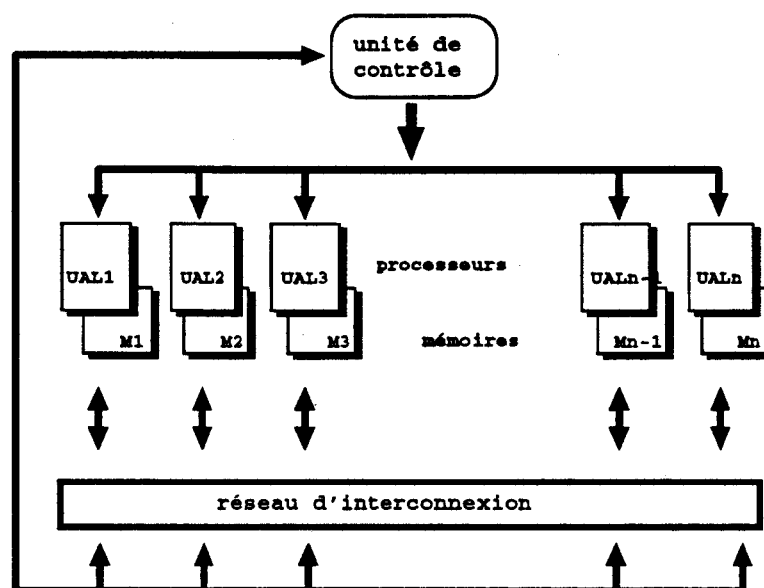 unité de
contrôle
UAL1 UAL2 UAL3 processeurs UALn-1 UALn
M1 M2 M3 mémoires Mn-1 Mn
réseau d'interconnexion